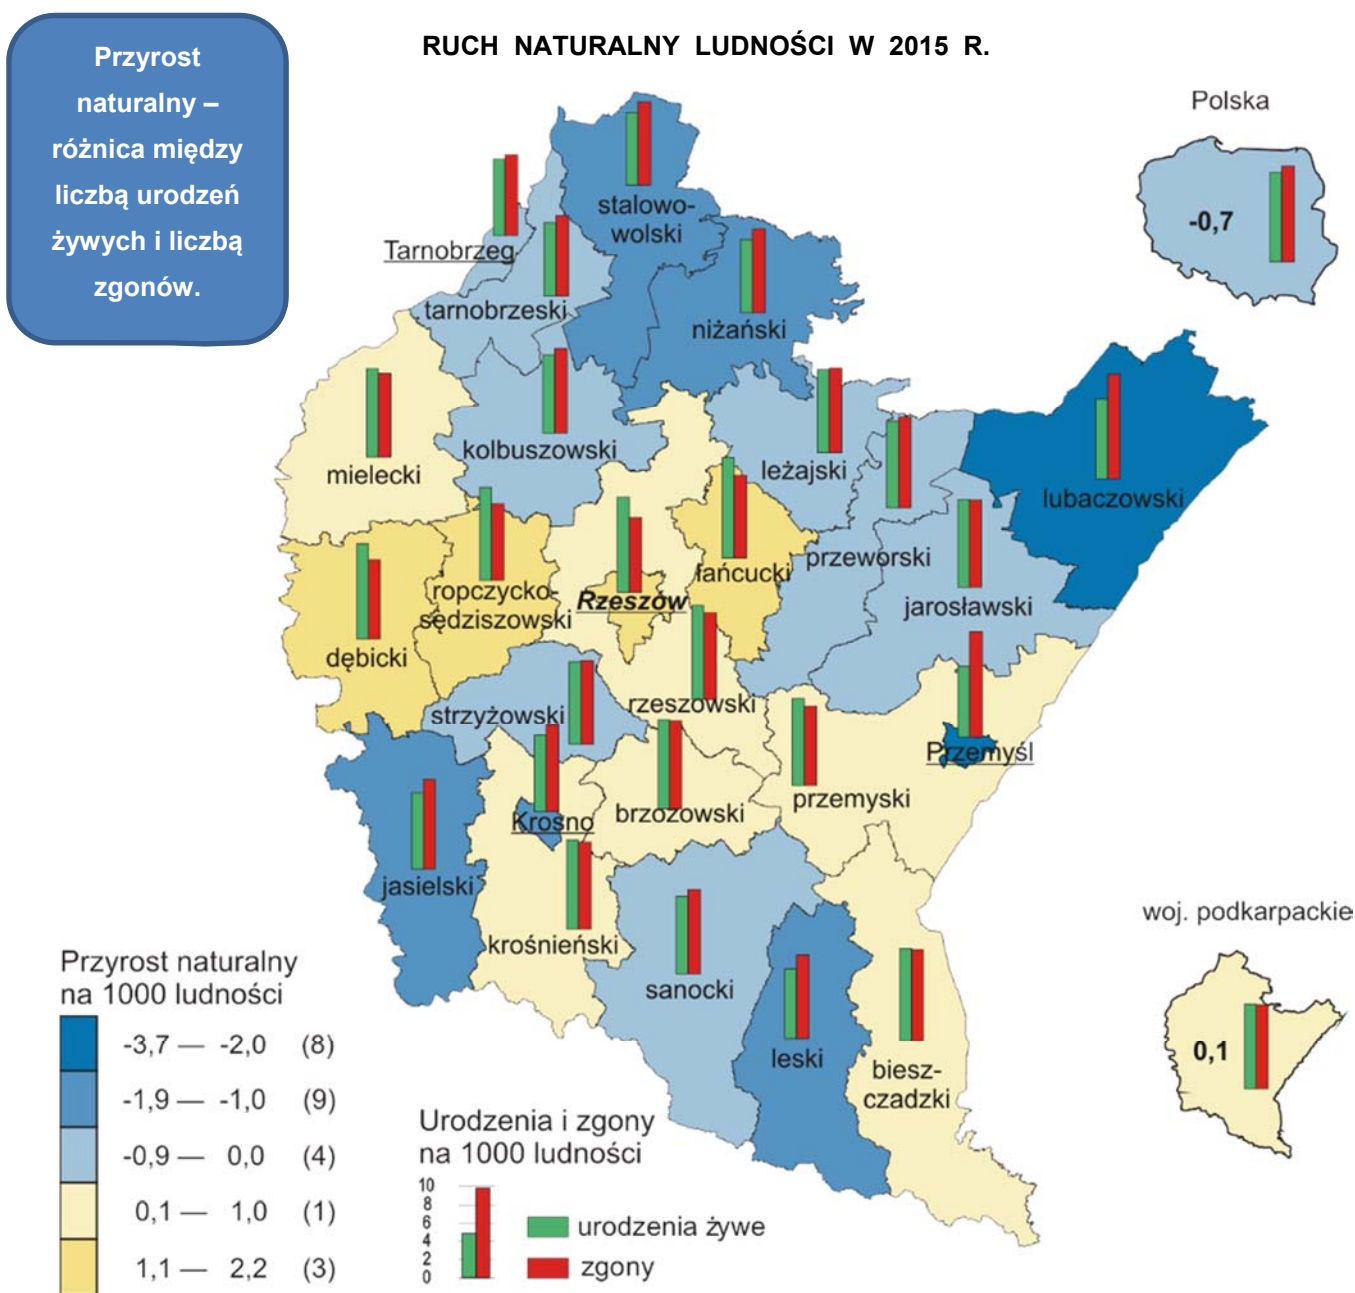 RUCH NATURALNY LUDNOŚCI W 2015 R.
Przyrost
naturalny –
różnica między
liczbą urodzeń
żywych i liczbą
zgonów.
Polska
-0,7
stalowo-
wolski
Tarnobrzeg
tarnobrzeski
niżański
mielecki
kolbuszowski
leżajski
lubaczowski
przeworski
łańcucki
ropczycko-
sędziszowski
Rzeszów
jarosławski
dębicki
strzyżowski
rzeszowski
Przemyśl
Krosno
brzozowski
przemyski
jasielski
krośnieński
sanocki
leski
biesz-
czadzki
woj. podkarpackie
0,1
Przyrost naturalny
na 1000 ludności
-3,7 — -2,0 (8)
-1,9 — -1,0 (9)
-0,9 — 0,0 (4)
0,1 — 1,0 (1)
1,1 — 2,2 (3)
Urodzenia i zgony
na 1000 ludności
10
8
6
4
2
0
urodzenia żywe
zgony